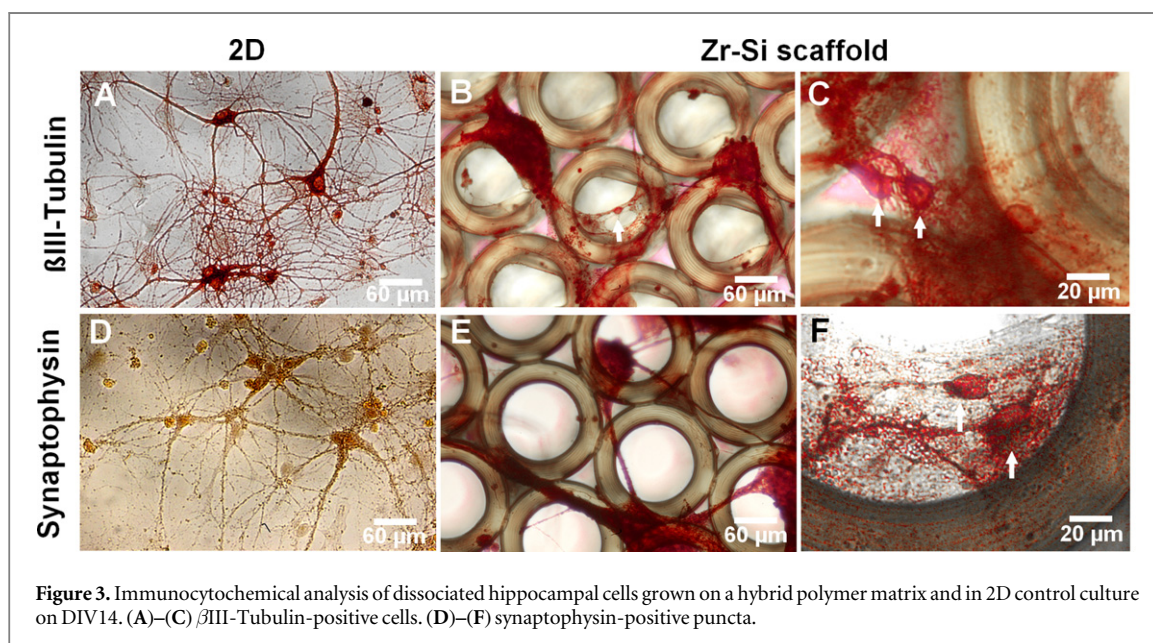 2D
Zr-Si scaffold
ßIII-Tubulin
A
60 µm
B
60 µm
C
20 µm
Synaptophysin
D
60 µm
E
60 µm
F
20 µm
Figure 3. Immunocytochemical analysis of dissociated hippocampal cells grown on a hybrid polymer matrix and in 2D control culture
on DIV14. (A)–(C) βIII-Tubulin-positive cells. (D)–(F) synaptophysin-positive puncta.